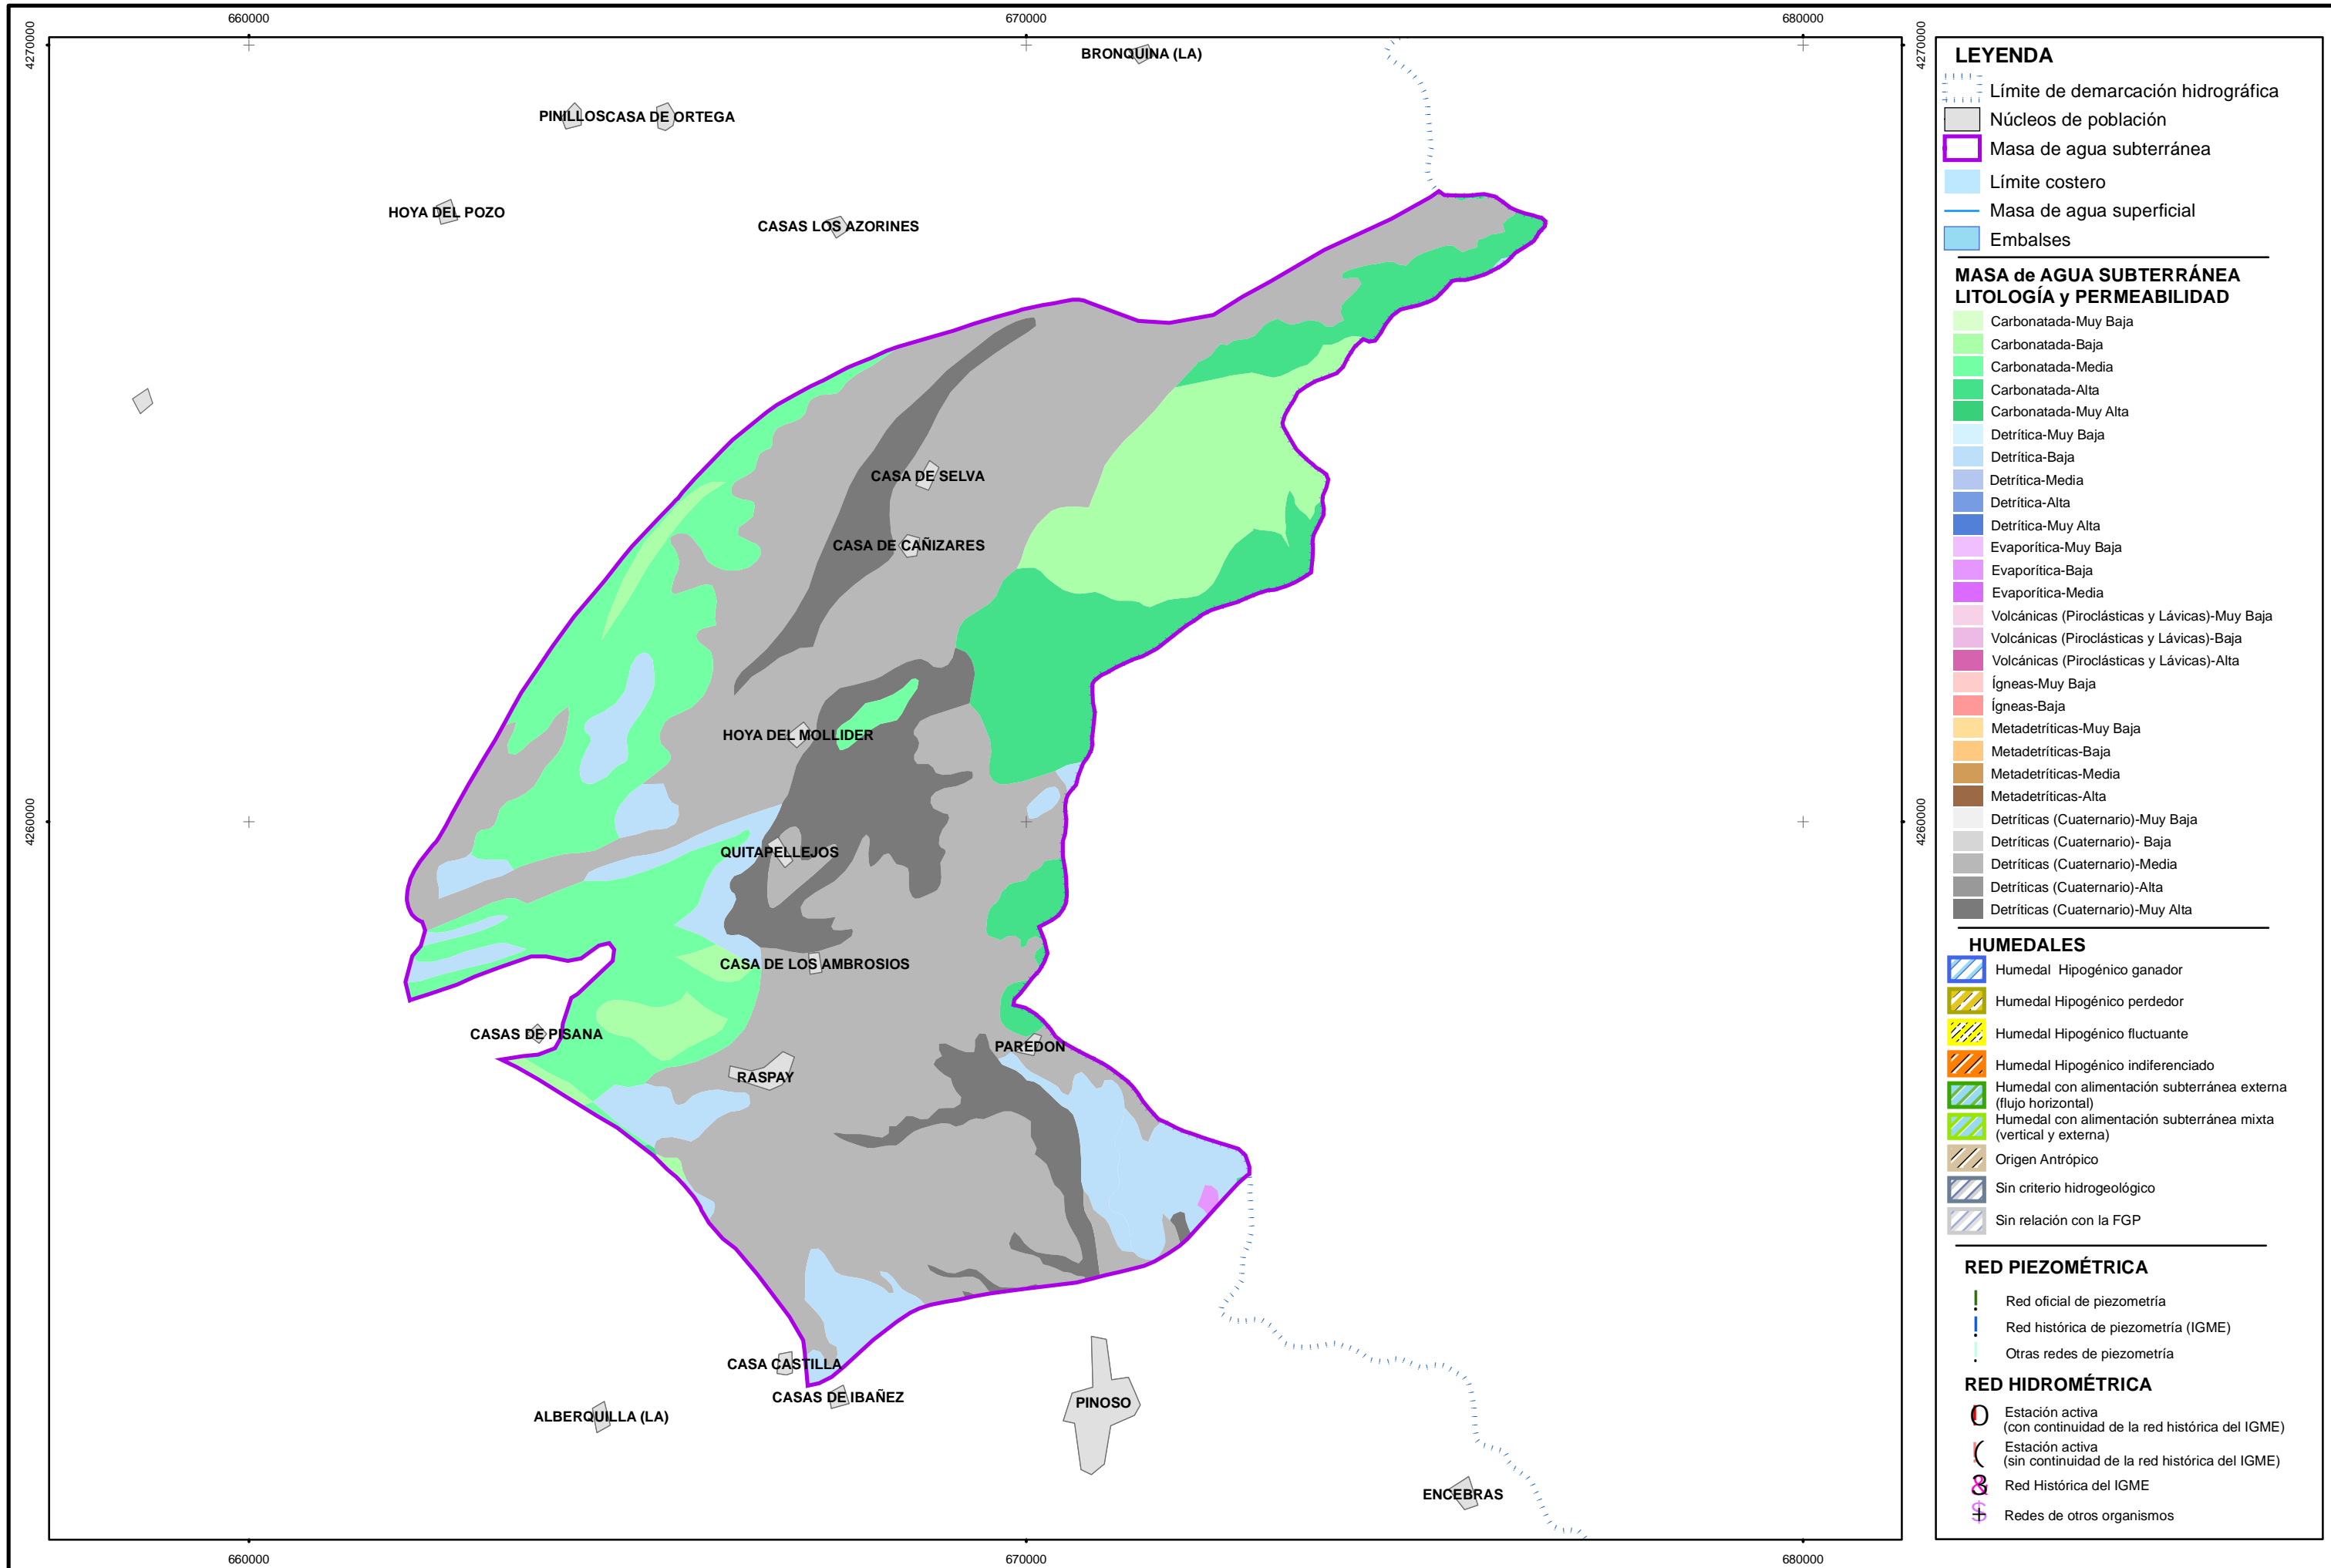 660000
670000
680000
4270000
4270000
BRONQUINA (LA)
PINILLOS
CASA DE ORTEGA
HOYA DEL POZO
CASAS LOS AZORINES
CASA DE SELVA
CASA DE CAÑIZARES
HOYA DEL MOLLIDER
4260000
4260000
QUITAPELLEJOS
CASA DE LOS AMBROSIOS
CASAS DE PISANA
PAREDON
RASPAY
CASA CASTILLA
CASAS DE IBAÑEZ
PINOSO
ALBERQUILLA (LA)
ENCEBRAS
660000
670000
680000
LEYENDA
Límite de demarcación hidrográfica
Núcleos de población
Masa de agua subterránea
Límite costero
Masa de agua superficial
Embalses
MASA de AGUA SUBTERRÁNEA
LITOLOGÍA y PERMEABILIDAD
Carbonatada-Muy Baja
Carbonatada-Baja
Carbonatada-Media
Carbonatada-Alta
Carbonatada-Muy Alta
Detrítica-Muy Baja
Detrítica-Baja
Detrítica-Media
Detrítica-Alta
Detrítica-Muy Alta
Evaporítica-Muy Baja
Evaporítica-Baja
Evaporítica-Media
Volcánicas (Piroclásticas y Lávicas)-Muy Baja
Volcánicas (Piroclásticas y Lávicas)-Baja
Volcánicas (Piroclásticas y Lávicas)-Alta
Ígneas-Muy Baja
Ígneas-Baja
Metadetríticas-Muy Baja
Metadetríticas-Baja
Metadetríticas-Media
Metadetríticas-Alta
Detríticas (Cuaternario)-Muy Baja
Detríticas (Cuaternario)- Baja
Detríticas (Cuaternario)-Media
Detríticas (Cuaternario)-Alta
Detríticas (Cuaternario)-Muy Alta
HUMEDALES
Humedal  Hipogénico ganador
Humedal Hipogénico perdedor
Humedal Hipogénico fluctuante
Humedal Hipogénico indiferenciado
Humedal con alimentación subterránea externa
(flujo horizontal)
Humedal con alimentación subterránea mixta
(vertical y externa)
Origen Antrópico
Sin criterio hidrogeológico
Sin relación con la FGP
RED PIEZOMÉTRICA
! Red oficial de piezometría
! Red histórica de piezometría (IGME)
! Otras redes de piezometría
RED HIDROMÉTRICA
Estación activa
(con continuidad de la red histórica del IGME)
( Estación activa
(sin continuidad de la red histórica del IGME)
& Red Histórica del IGME
$ Redes de otros organismos